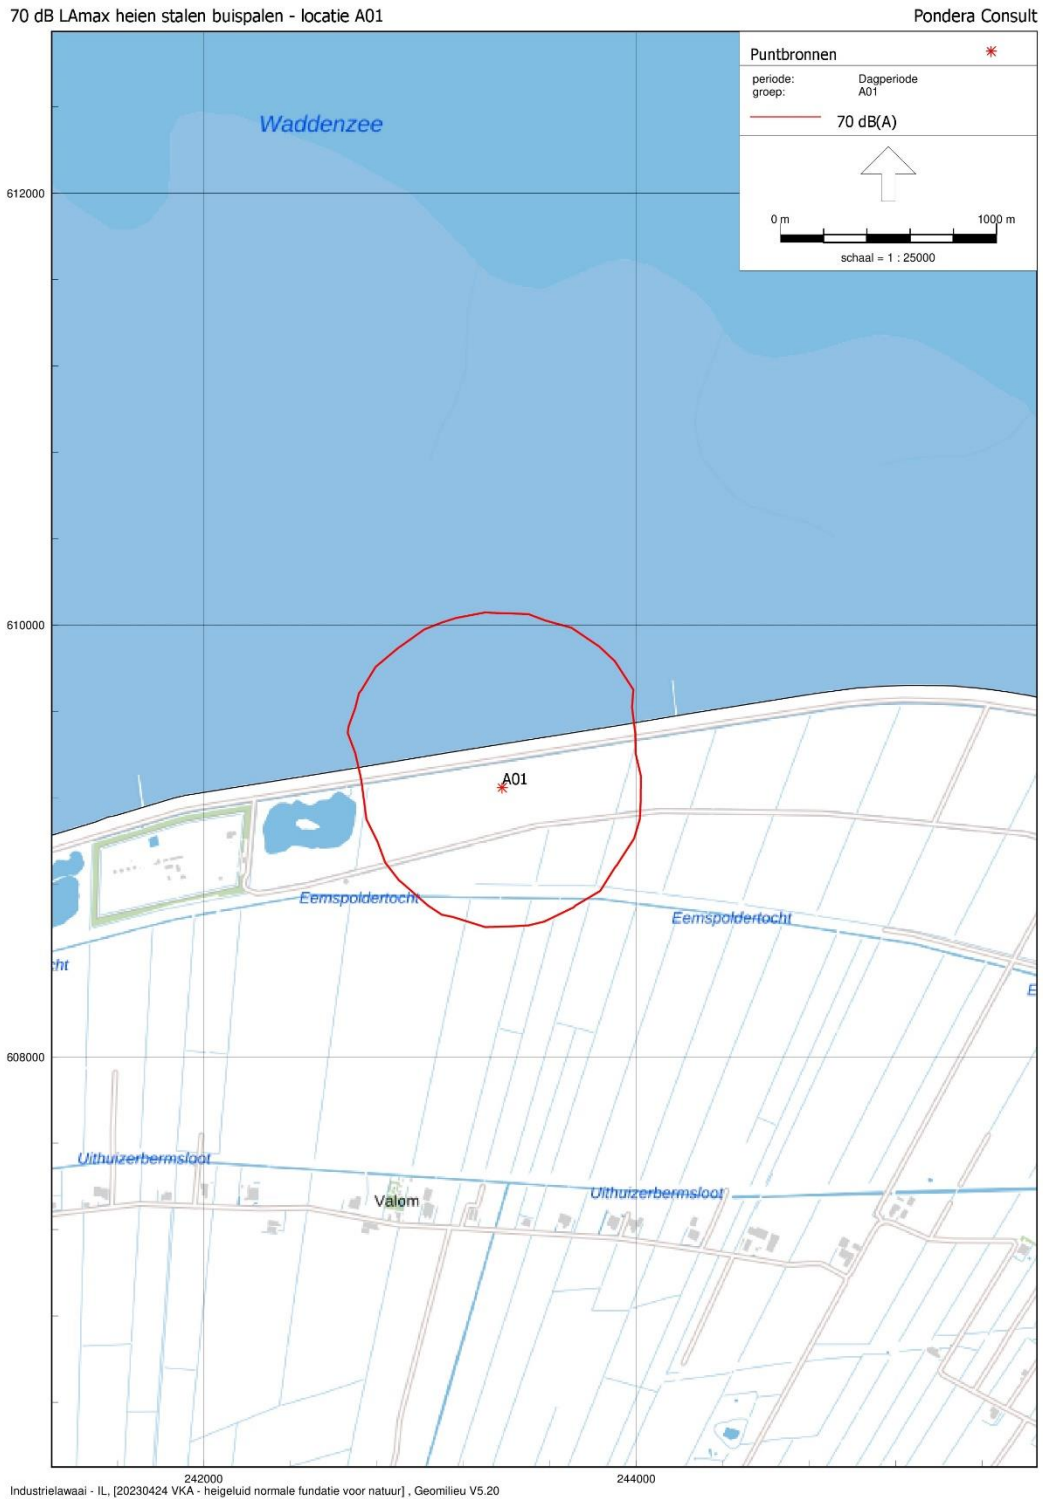 70 dB LAmax heien stalen buispalen - locatie A01
Pondera Consult
Puntbronnen
periode: Dagperiode
groep: A01
70 dB(A)
0 m 1000 m
schaal = 1 : 25000
Waddenzee
612000
610000
A01
Eemspoldertocht
Eemspoldertocht
cht
E
608000
Uithuizerbermsloot
Uithuizerbermsloot
Valom
242000 244000
Industrielawaai - IL, [20230424 VKA - heigeluid normale fundatie voor natuur] , Geomilieu V5.20